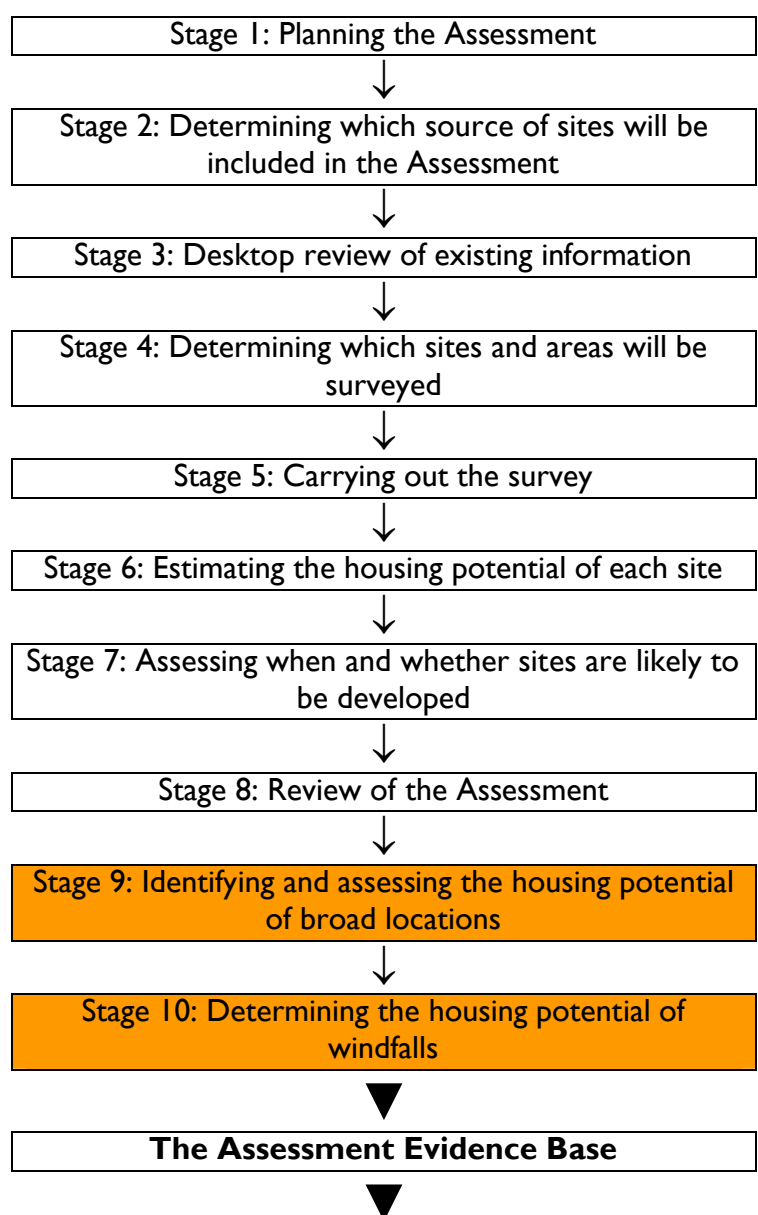 Stage 1: Planning the Assessment
↓
Stage 2: Determining which source of sites will be
included in the Assessment
↓
Stage 3: Desktop review of existing information
↓
Stage 4: Determining which sites and areas will be
surveyed
↓
Stage 5: Carrying out the survey
↓
Stage 6: Estimating the housing potential of each site
↓
Stage 7: Assessing when and whether sites are likely to
be developed
↓
Stage 8: Review of the Assessment
↓
Stage 9: Identifying and assessing the housing potential
of broad locations
↓
Stage 10: Determining the housing potential of
windfalls
▼
The Assessment Evidence Base
▼